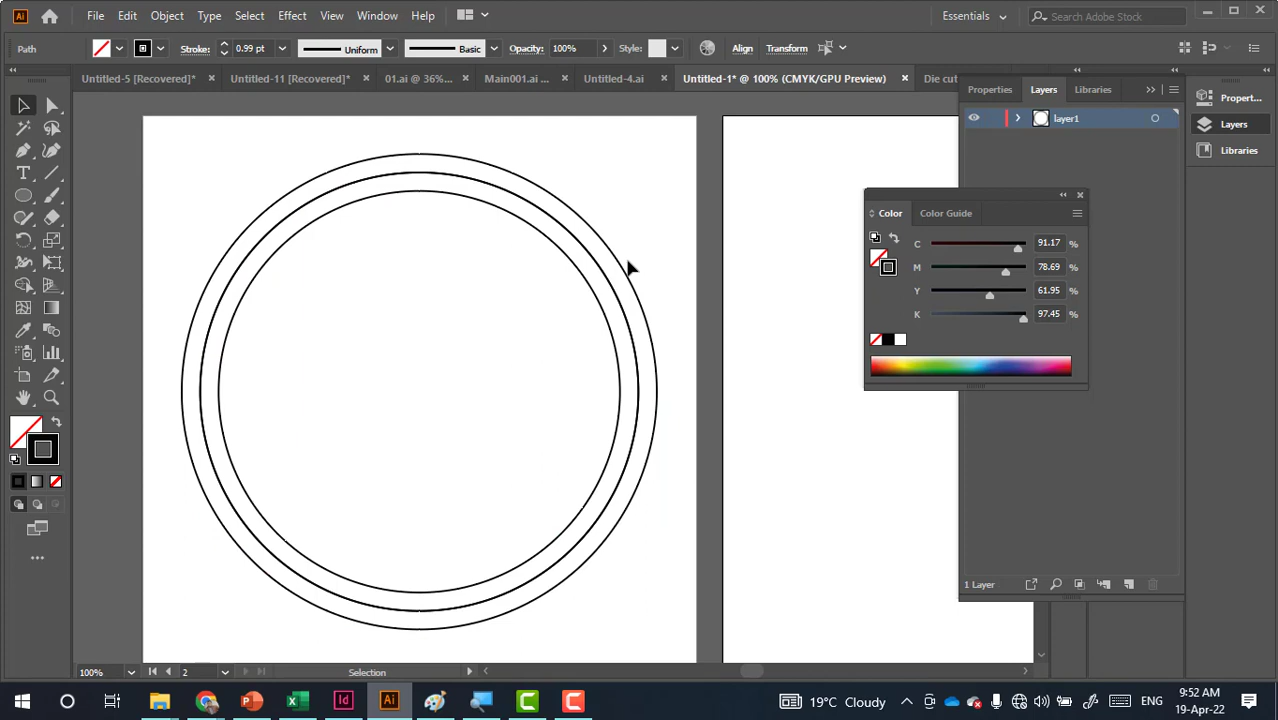 Ai File Edit Object Type Select Effect View Window Help Essentials Search Adobe Stock
Path Stroke: 0.99 pt Uniform Basic Opacity: 100% Style: Align Transform
Untitled-5 [Recovered]* × Untitled-11 [Recovered]* × 01.ai @ 36%... × Main001.ai ... × Untitled-4.ai × Untitled-1* @ 100% (CMYK/GPU Preview) × Die cut
Properties Layers Libraries
Propert...
layer1
Layers
Libraries
Color Color Guide
C 91.17 %
M 78.69 %
Y 61.95 %
K 97.45 %
1 Layer
100% 2 Selection
Id Ai 19°C Cloudy ENG
9:52 AM
19-Apr-22